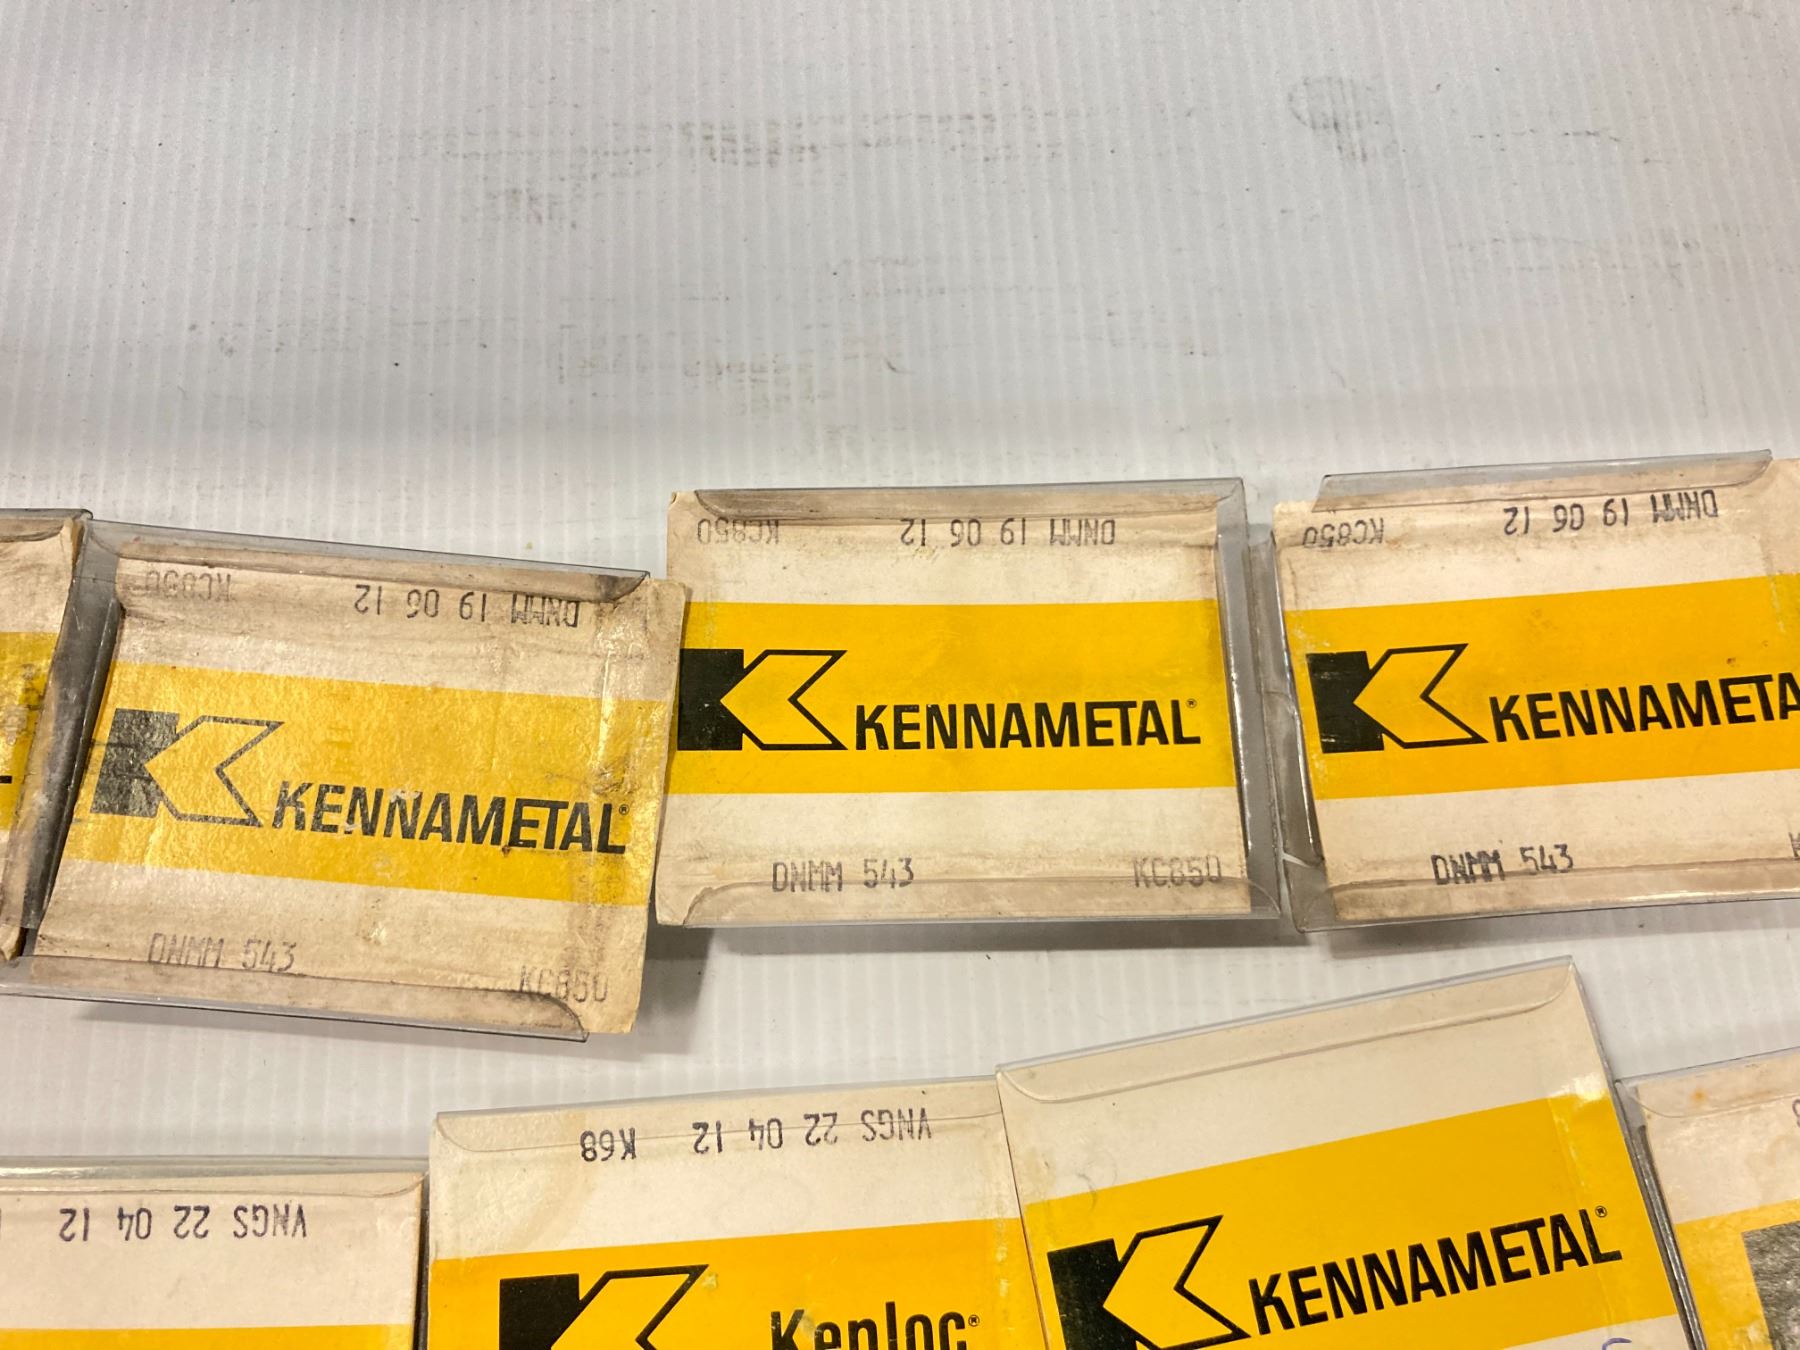 KC850 DNMM 19 06 12
KENNAMETAL®
DNMM 543 KC850
KC850 DNMM 19 06 12
KENNAMETAL®
DNMM 543 KC850
KC850 DNMM 19 06 12
KENNAMETA
DNMM 543
VNGS 22 04 12
K68 VNGS 22 04 12
Kenloc®
KENNAMETAL®